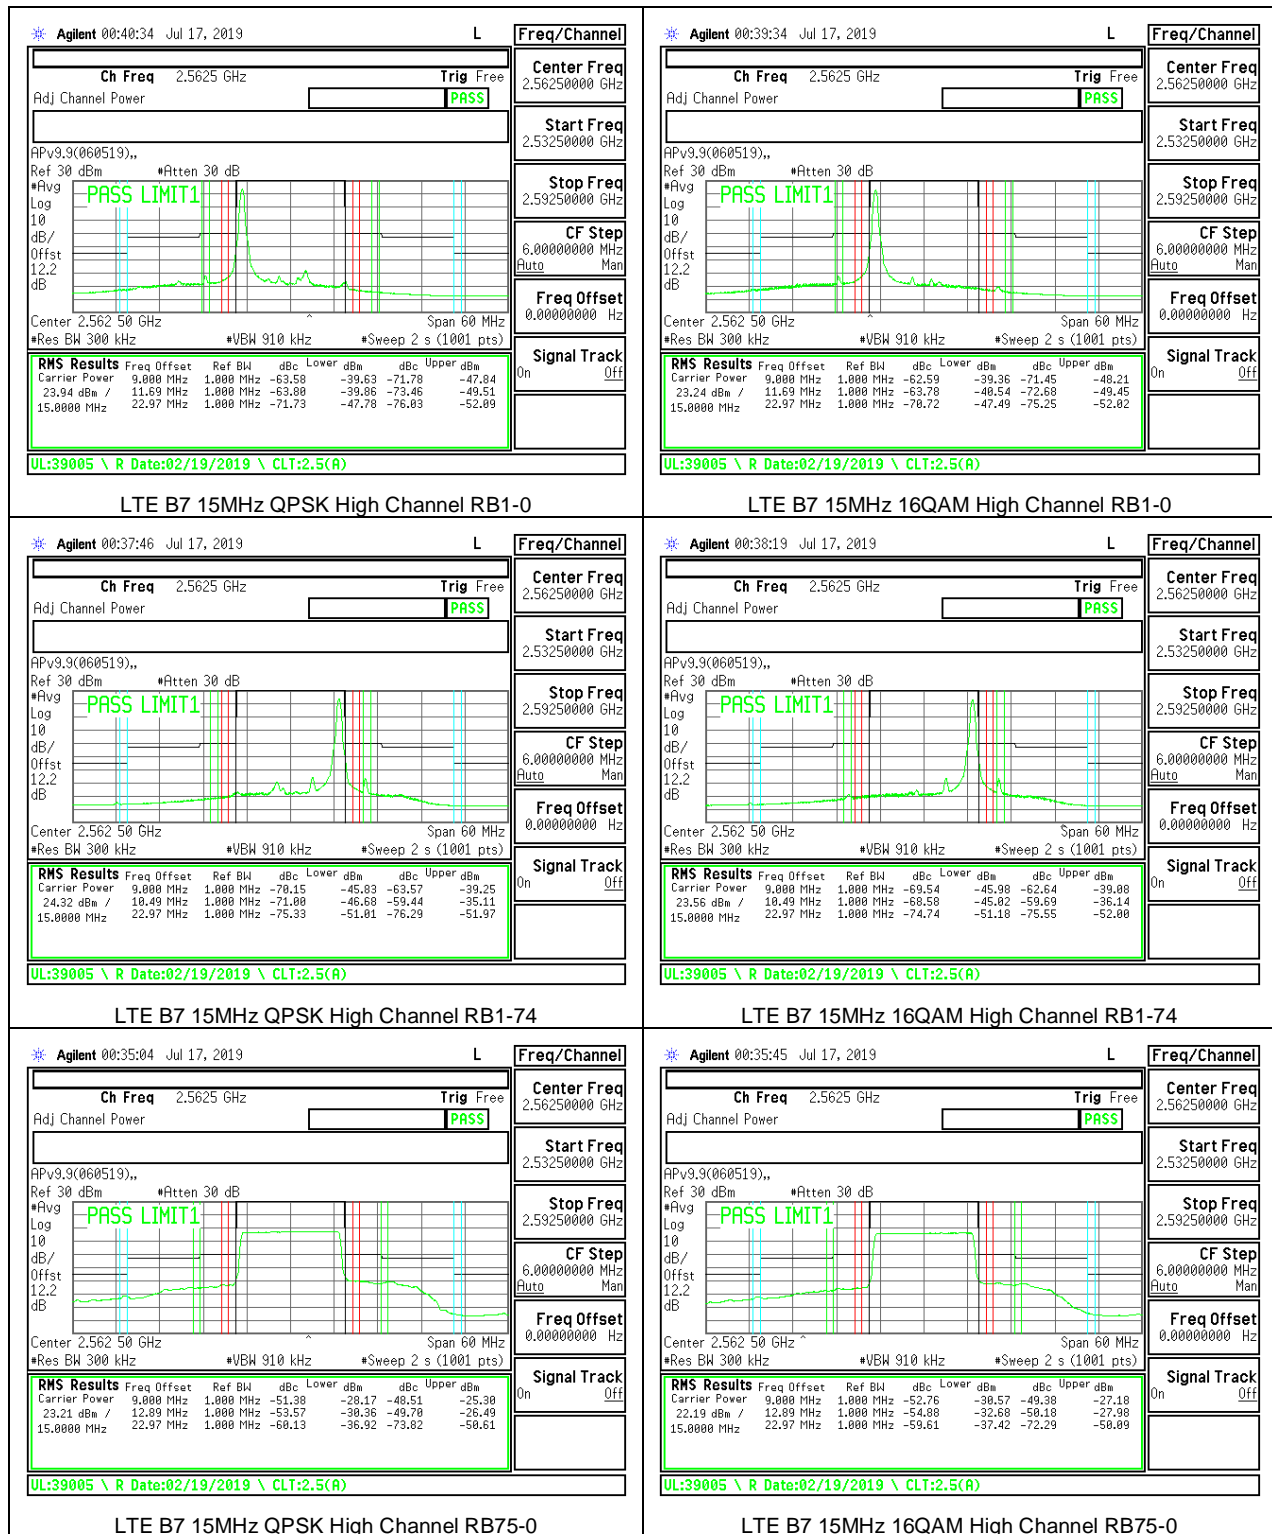 Agilent 00:40:34 Jul 17, 2019 L Freq/Channel
Ch Freq 2.5625 GHz Trig Free
Adj Channel Power PASS
APv9.9(060519),,
Ref 30 dBm #Atten 30 dB
#Avg
Log
10
dB/
Offst
12.2
dB
PASS LIMIT1
Center 2.562 50 GHz Span 60 MHz
#Res BW 300 kHz #VBW 910 kHz #Sweep 2 s (1001 pts)
RMS Results Freq Offset Ref BW dBc Lower dBm dBc Upper dBm
Carrier Power 9.000 MHz 1.000 MHz -63.58 -39.63 -71.78 -47.84
23.94 dBm / 11.69 MHz 1.000 MHz -63.80 -39.86 -73.46 -49.51
15.0000 MHz 22.97 MHz 1.000 MHz -71.73 -47.78 -76.03 -52.09
UL:39005 \ R Date:02/19/2019 \ CLT:2.5(A)
Center Freq
2.56250000 GHz
Start Freq
2.53250000 GHz
Stop Freq
2.59250000 GHz
CF Step
6.00000000 MHz
Auto Man
Freq Offset
0.00000000 Hz
Signal Track
On Off
LTE B7 15MHz QPSK High Channel RB1-0
Agilent 00:39:34 Jul 17, 2019 L Freq/Channel
Ch Freq 2.5625 GHz Trig Free
Adj Channel Power PASS
APv9.9(060519),,
Ref 30 dBm #Atten 30 dB
#Avg
Log
10
dB/
Offst
12.2
dB
PASS LIMIT1
Center 2.562 50 GHz Span 60 MHz
#Res BW 300 kHz #VBW 910 kHz #Sweep 2 s (1001 pts)
RMS Results Freq Offset Ref BW dBc Lower dBm dBc Upper dBm
Carrier Power 9.000 MHz 1.000 MHz -62.59 -39.36 -71.45 -48.21
23.24 dBm / 11.69 MHz 1.000 MHz -63.78 -40.54 -72.68 -49.45
15.0000 MHz 22.97 MHz 1.000 MHz -70.72 -47.49 -75.25 -52.02
UL:39005 \ R Date:02/19/2019 \ CLT:2.5(A)
Center Freq
2.56250000 GHz
Start Freq
2.53250000 GHz
Stop Freq
2.59250000 GHz
CF Step
6.00000000 MHz
Auto Man
Freq Offset
0.00000000 Hz
Signal Track
On Off
LTE B7 15MHz 16QAM High Channel RB1-0
Agilent 00:37:46 Jul 17, 2019 L Freq/Channel
Ch Freq 2.5625 GHz Trig Free
Adj Channel Power PASS
APv9.9(060519),,
Ref 30 dBm #Atten 30 dB
#Avg
Log
10
dB/
Offst
12.2
dB
PASS LIMIT1
Center 2.562 50 GHz Span 60 MHz
#Res BW 300 kHz #VBW 910 kHz #Sweep 2 s (1001 pts)
RMS Results Freq Offset Ref BW dBc Lower dBm dBc Upper dBm
Carrier Power 9.000 MHz 1.000 MHz -70.15 -45.83 -63.57 -39.25
24.32 dBm / 10.49 MHz 1.000 MHz -71.00 -46.68 -59.44 -35.11
15.0000 MHz 22.97 MHz 1.000 MHz -75.33 -51.01 -76.29 -51.97
UL:39005 \ R Date:02/19/2019 \ CLT:2.5(A)
Center Freq
2.56250000 GHz
Start Freq
2.53250000 GHz
Stop Freq
2.59250000 GHz
CF Step
6.00000000 MHz
Auto Man
Freq Offset
0.00000000 Hz
Signal Track
On Off
LTE B7 15MHz QPSK High Channel RB1-74
Agilent 00:38:19 Jul 17, 2019 L Freq/Channel
Ch Freq 2.5625 GHz Trig Free
Adj Channel Power PASS
APv9.9(060519),,
Ref 30 dBm #Atten 30 dB
#Avg
Log
10
dB/
Offst
12.2
dB
PASS LIMIT1
Center 2.562 50 GHz Span 60 MHz
#Res BW 300 kHz #VBW 910 kHz #Sweep 2 s (1001 pts)
RMS Results Freq Offset Ref BW dBc Lower dBm dBc Upper dBm
Carrier Power 9.000 MHz 1.000 MHz -69.54 -45.98 -62.64 -39.08
23.56 dBm / 10.49 MHz 1.000 MHz -68.58 -45.02 -59.69 -36.14
15.0000 MHz 22.97 MHz 1.000 MHz -74.74 -51.18 -75.55 -52.00
UL:39005 \ R Date:02/19/2019 \ CLT:2.5(A)
Center Freq
2.56250000 GHz
Start Freq
2.53250000 GHz
Stop Freq
2.59250000 GHz
CF Step
6.00000000 MHz
Auto Man
Freq Offset
0.00000000 Hz
Signal Track
On Off
LTE B7 15MHz 16QAM High Channel RB1-74
Agilent 00:35:04 Jul 17, 2019 L Freq/Channel
Ch Freq 2.5625 GHz Trig Free
Adj Channel Power PASS
APv9.9(060519),,
Ref 30 dBm #Atten 30 dB
#Avg
Log
10
dB/
Offst
12.2
dB
PASS LIMIT1
Center 2.562 50 GHz Span 60 MHz
#Res BW 300 kHz #VBW 910 kHz #Sweep 2 s (1001 pts)
RMS Results Freq Offset Ref BW dBc Lower dBm dBc Upper dBm
Carrier Power 9.000 MHz 1.000 MHz -51.38 -28.17 -48.51 -25.30
23.21 dBm / 12.89 MHz 1.000 MHz -53.57 -30.36 -49.70 -26.49
15.0000 MHz 22.97 MHz 1.000 MHz -60.13 -36.92 -73.82 -50.61
UL:39005 \ R Date:02/19/2019 \ CLT:2.5(A)
Center Freq
2.56250000 GHz
Start Freq
2.53250000 GHz
Stop Freq
2.59250000 GHz
CF Step
6.00000000 MHz
Auto Man
Freq Offset
0.00000000 Hz
Signal Track
On Off
LTE B7 15MHz QPSK High Channel RB75-0
Agilent 00:35:45 Jul 17, 2019 L Freq/Channel
Ch Freq 2.5625 GHz Trig Free
Adj Channel Power PASS
APv9.9(060519),,
Ref 30 dBm #Atten 30 dB
#Avg
Log
10
dB/
Offst
12.2
dB
PASS LIMIT1
Center 2.562 50 GHz Span 60 MHz
#Res BW 300 kHz #VBW 910 kHz #Sweep 2 s (1001 pts)
RMS Results Freq Offset Ref BW dBc Lower dBm dBc Upper dBm
Carrier Power 9.000 MHz 1.000 MHz -52.76 -30.57 -49.38 -27.18
22.19 dBm / 12.89 MHz 1.000 MHz -54.88 -32.68 -50.18 -27.98
15.0000 MHz 22.97 MHz 1.000 MHz -59.61 -37.42 -72.29 -50.09
UL:39005 \ R Date:02/19/2019 \ CLT:2.5(A)
Center Freq
2.56250000 GHz
Start Freq
2.53250000 GHz
Stop Freq
2.59250000 GHz
CF Step
6.00000000 MHz
Auto Man
Freq Offset
0.00000000 Hz
Signal Track
On Off
LTE B7 15MHz 16QAM High Channel RB75-0